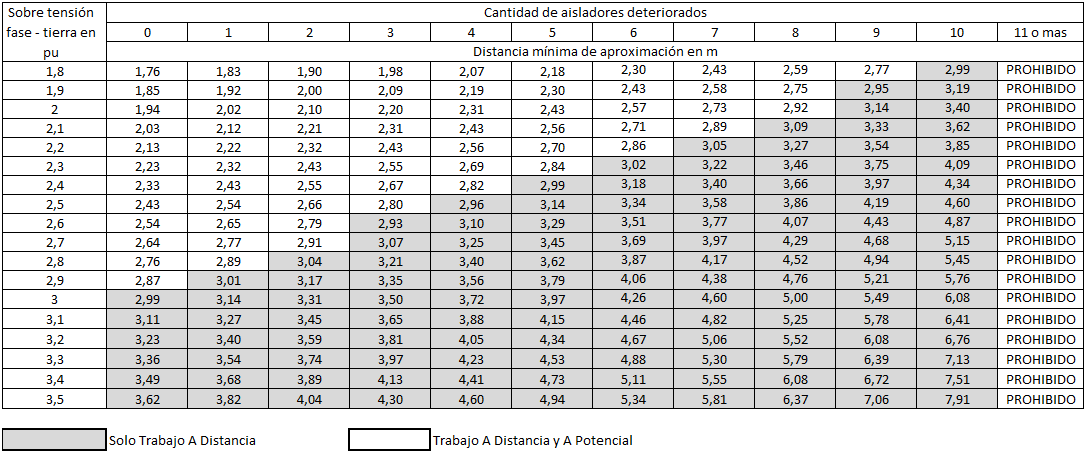 Sobre tensión fase - tierra en pu Cantidad de aisladores deteriorados
0 1 2 3 4 5 6 7 8 9 10 11 o mas
Distancia mínima de aproximación en m
1,8 1,76 1,83 1,90 1,98 2,07 2,18 2,30 2,43 2,59 2,77 2,99 PROHIBIDO
1,9 1,85 1,92 2,00 2,09 2,19 2,30 2,43 2,58 2,75 2,95 3,19 PROHIBIDO
2 1,94 2,02 2,10 2,20 2,31 2,43 2,57 2,73 2,92 3,14 3,40 PROHIBIDO
2,1 2,03 2,12 2,21 2,31 2,43 2,56 2,71 2,89 3,09 3,33 3,62 PROHIBIDO
2,2 2,13 2,22 2,32 2,43 2,56 2,70 2,86 3,05 3,27 3,54 3,85 PROHIBIDO
2,3 2,23 2,32 2,43 2,55 2,69 2,84 3,02 3,22 3,46 3,75 4,09 PROHIBIDO
2,4 2,33 2,43 2,55 2,67 2,82 2,99 3,18 3,40 3,66 3,97 4,34 PROHIBIDO
2,5 2,43 2,54 2,66 2,80 2,96 3,14 3,34 3,58 3,86 4,19 4,60 PROHIBIDO
2,6 2,54 2,65 2,79 2,93 3,10 3,29 3,51 3,77 4,07 4,43 4,87 PROHIBIDO
2,7 2,64 2,77 2,91 3,07 3,25 3,45 3,69 3,97 4,29 4,68 5,15 PROHIBIDO
2,8 2,76 2,89 3,04 3,21 3,40 3,62 3,87 4,17 4,52 4,94 5,45 PROHIBIDO
2,9 2,87 3,01 3,17 3,35 3,56 3,79 4,06 4,38 4,76 5,21 5,76 PROHIBIDO
3 2,99 3,14 3,31 3,50 3,72 3,97 4,26 4,60 5,00 5,49 6,08 PROHIBIDO
3,1 3,11 3,27 3,45 3,65 3,88 4,15 4,46 4,82 5,25 5,78 6,41 PROHIBIDO
3,2 3,23 3,40 3,59 3,81 4,05 4,34 4,67 5,06 5,52 6,08 6,76 PROHIBIDO
3,3 3,36 3,54 3,74 3,97 4,23 4,53 4,88 5,30 5,79 6,39 7,13 PROHIBIDO
3,4 3,49 3,68 3,89 4,13 4,41 4,73 5,11 5,55 6,08 6,72 7,51 PROHIBIDO
3,5 3,62 3,82 4,04 4,30 4,60 4,94 5,34 5,81 6,37 7,06 7,91 PROHIBIDO
Solo Trabajo A Distancia Trabajo A Distancia y A Potencial